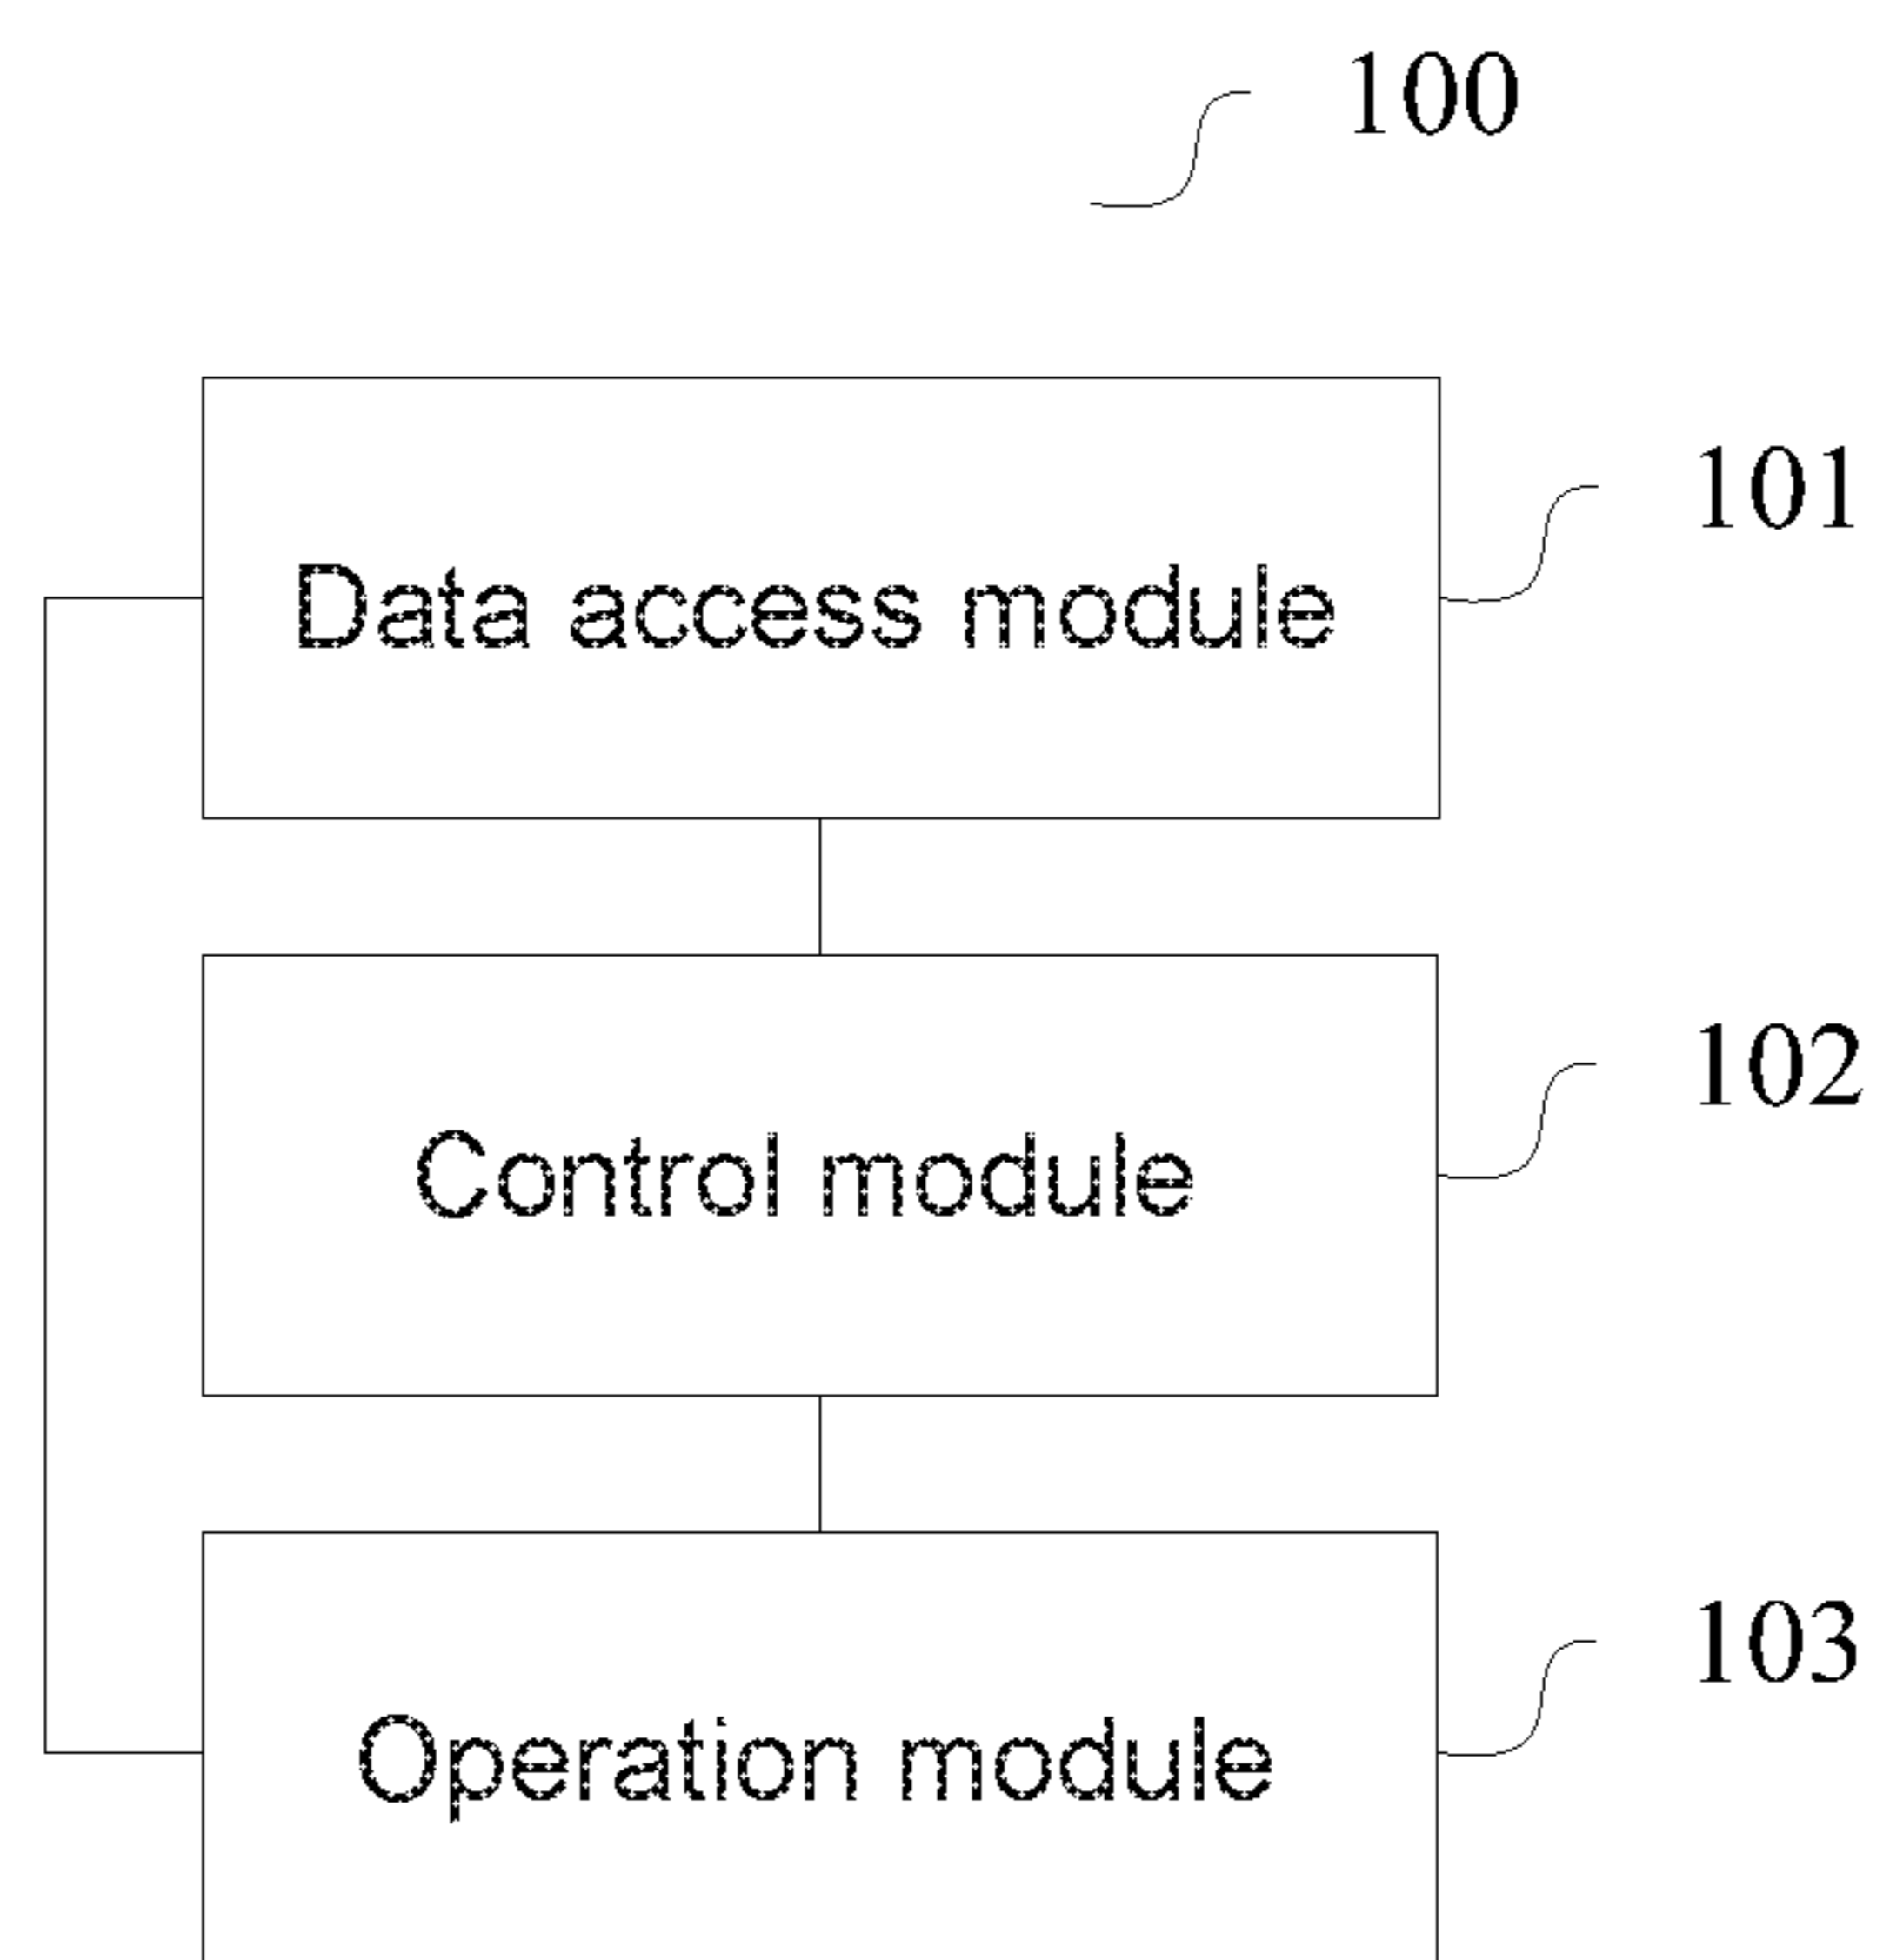 100
101
Data access module
102
Control module
103
Operation module